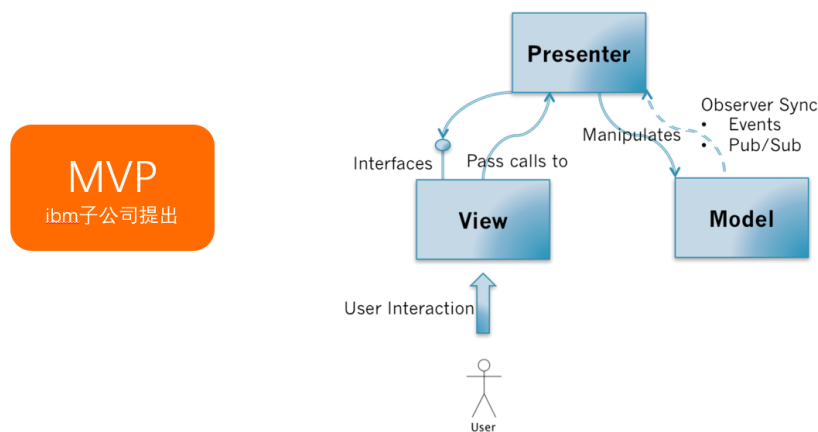 MVP
ibm子公司提出
Presenter
Observer Sync
• Events
• Pub/Sub
Manipulates
Interfaces
Pass calls to
View
Model
User Interaction
User